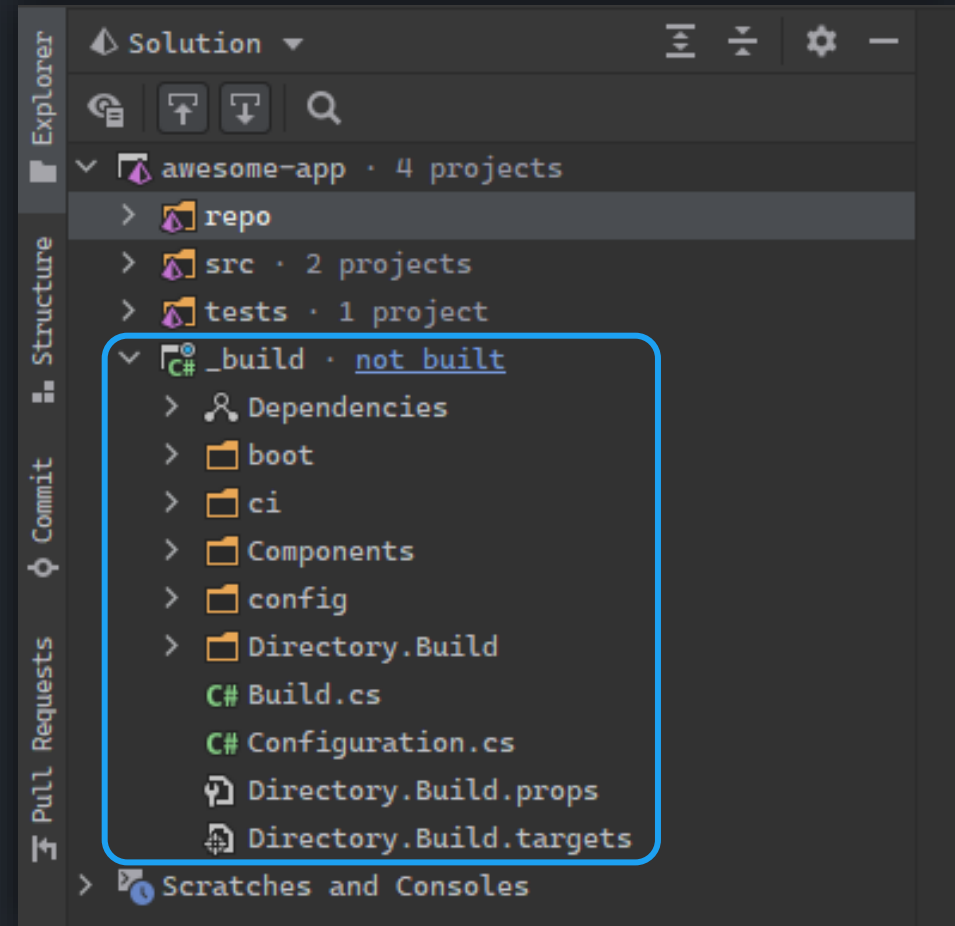 Explorer
Structure
Commit
Pull Requests
Solution
awesome-app · 4 projects
repo
src · 2 projects
tests · 1 project
C# _build · not built
Dependencies
boot
ci
Components
config
Directory.Build
C# Build.cs
C# Configuration.cs
Directory.Build.props
Directory.Build.targets
Scratches and Consoles